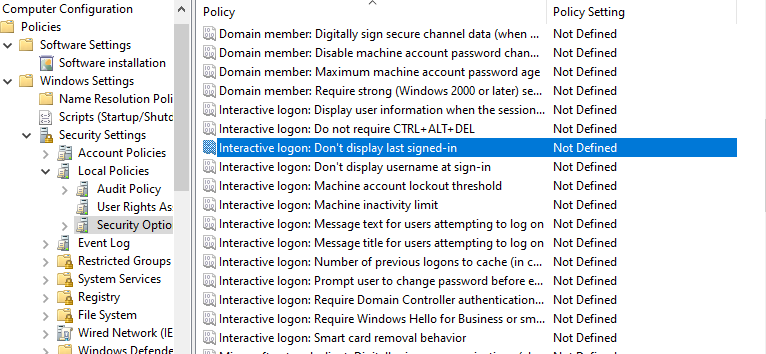 Computer Configuration
Policies
Software Settings
Software installation
Windows Settings
Name Resolution Poli
Scripts (Startup/Shutd
Security Settings
Account Policies
Local Policies
Audit Policy
User Rights As
Security Optio
Event Log
Restricted Groups
System Services
Registry
File System
Wired Network (IE
Windows Defende
Policy Policy Setting
Domain member: Digitally sign secure channel data (when ... Not Defined
Domain member: Disable machine account password chan... Not Defined
Domain member: Maximum machine account password age Not Defined
Domain member: Require strong (Windows 2000 or later) se... Not Defined
Interactive logon: Display user information when the session... Not Defined
Interactive logon: Do not require CTRL+ALT+DEL Not Defined
Interactive logon: Don't display last signed-in Not Defined
Interactive logon: Don't display username at sign-in Not Defined
Interactive logon: Machine account lockout threshold Not Defined
Interactive logon: Machine inactivity limit Not Defined
Interactive logon: Message text for users attempting to log on Not Defined
Interactive logon: Message title for users attempting to log on Not Defined
Interactive logon: Number of previous logons to cache (in c... Not Defined
Interactive logon: Prompt user to change password before e... Not Defined
Interactive logon: Require Domain Controller authentication... Not Defined
Interactive logon: Require Windows Hello for Business or sm... Not Defined
Interactive logon: Smart card removal behavior Not Defined